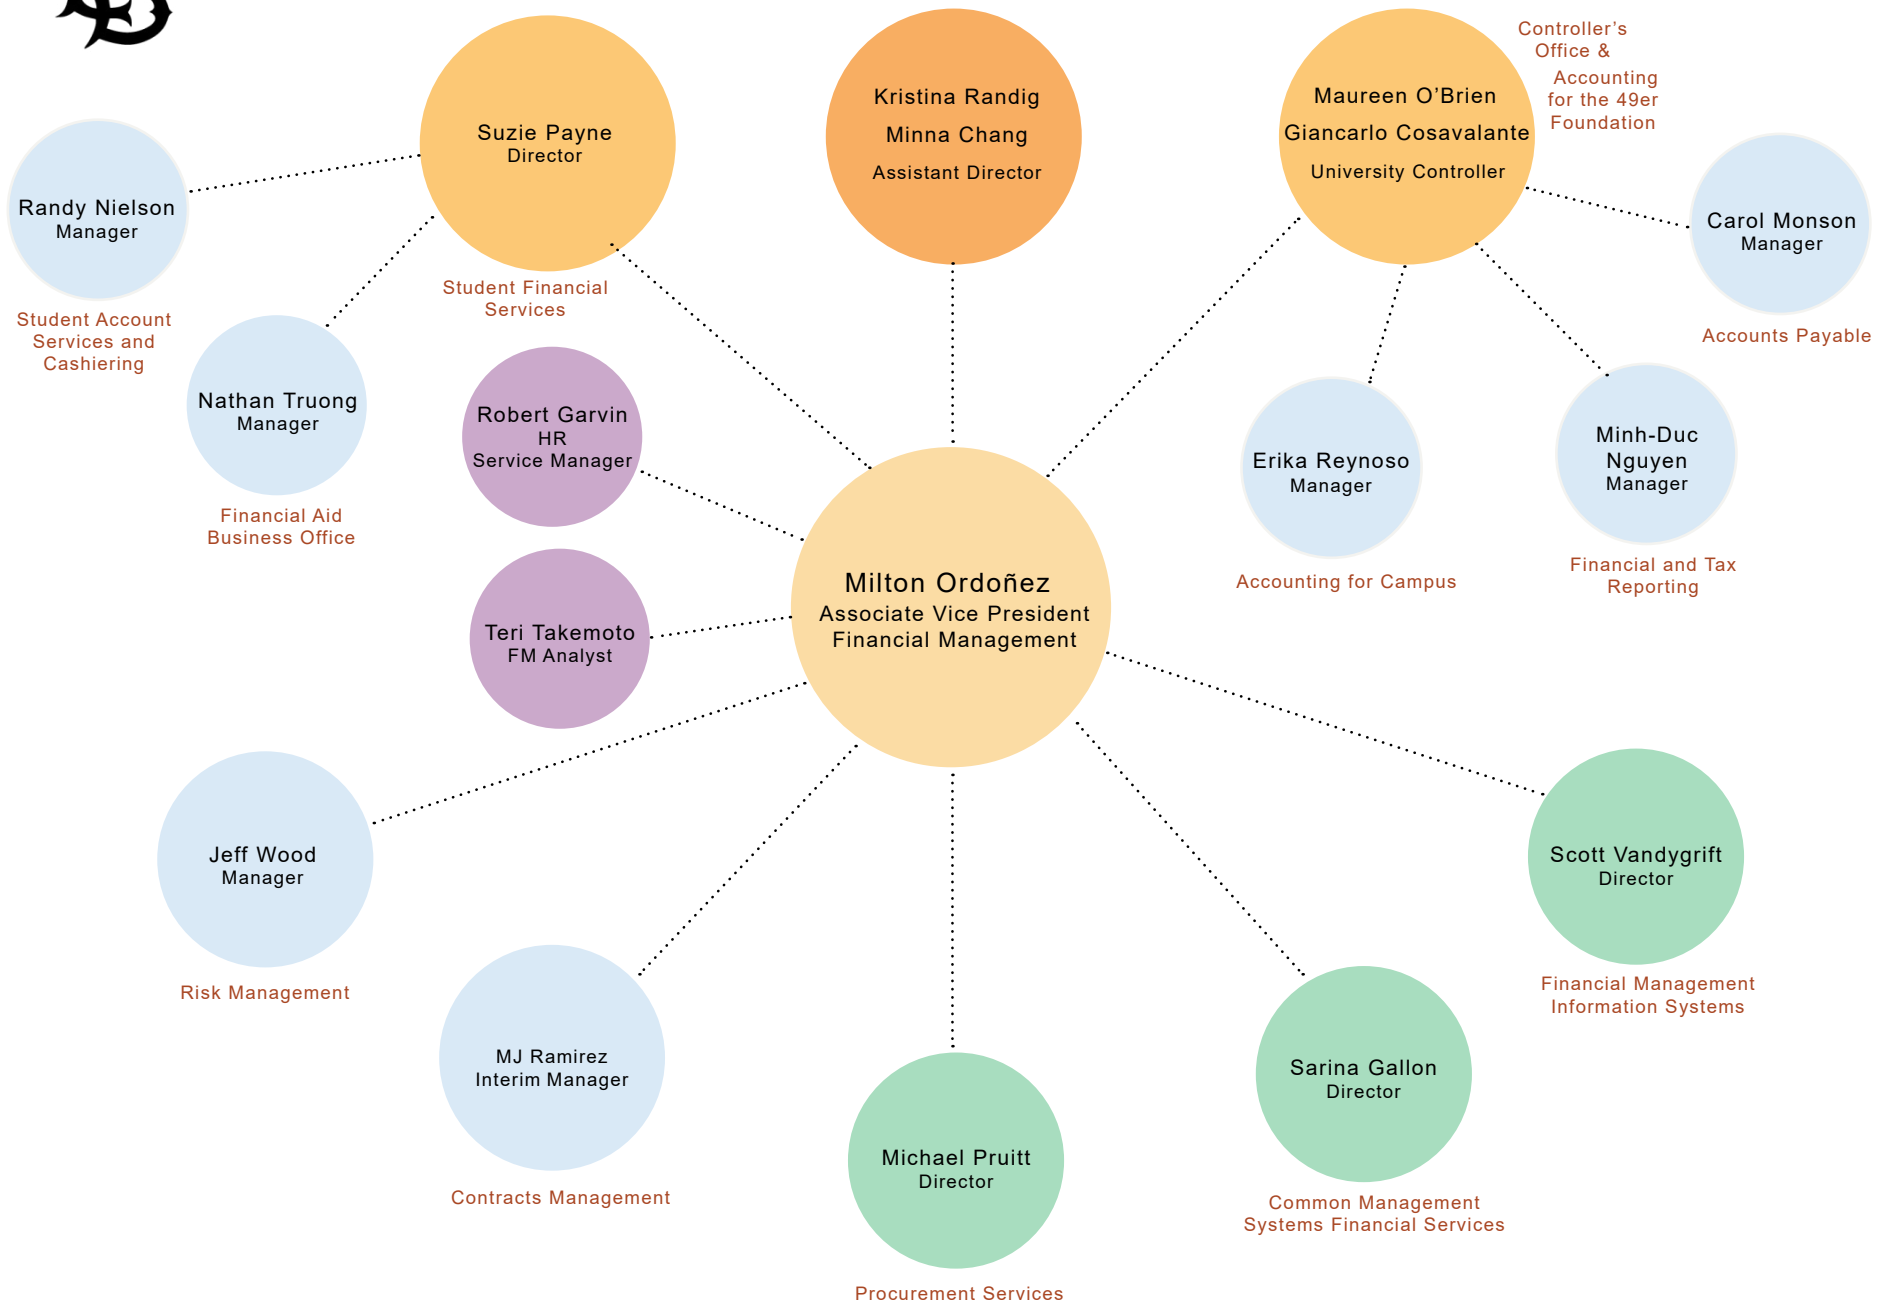 Suzie Payne
Director
Student Financial
Services
Kristina Randig
Minna Chang
Assistant Director
Maureen O’Brien
Giancarlo Cosavalante
University Controller
Controller’s
Office &
Accounting
for the 49er
Foundation
Randy Nielson
Manager
Student Account
Services and
Cashiering
Carol Monson
Manager
Accounts Payable
Nathan Truong
Manager
Financial Aid
Business Office
Robert Garvin
HR
Service Manager
Erika Reynoso
Manager
Accounting for Campus
Minh-Duc
Nguyen
Manager
Financial and Tax
Reporting
Milton Ordoñez
Associate Vice President
Financial Management
Teri Takemoto
FM Analyst
Jeff Wood
Manager
Risk Management
Scott Vandygrift
Director
Financial Management
Information Systems
MJ Ramirez
Interim Manager
Contracts Management
Sarina Gallon
Director
Common Management
Systems Financial Services
Michael Pruitt
Director
Procurement Services